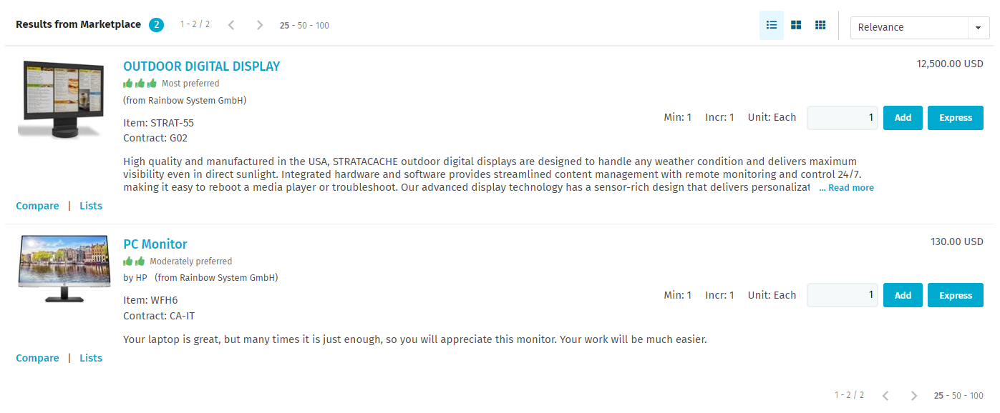 Results from Marketplace 2 1 - 2 / 2 25 - 50 - 100 Relevance
OUTDOOR DIGITAL DISPLAY 12,500.00 USD
Most preferred
(from Rainbow System GmbH)
Min: 1 Incr: 1 Unit: Each 1 Add Express
Item: STRAT-55
Contract: G02
High quality and manufactured in the USA, STRATACACHE outdoor digital displays are designed to handle any weather condition and delivers maximum
visibility even in direct sunlight. Integrated hardware and software provides streamlined content management with remote monitoring and control 24/7.
making it easy to reboot a media player or troubleshoot. Our advanced display technology has a sensor-rich design that delivers personalizat ... Read more
Compare | Lists
PC Monitor 130.00 USD
Moderately preferred
by HP (from Rainbow System GmbH)
Min: 1 Incr: 1 Unit: Each 1 Add Express
Item: WFH6
Contract: CA-IT
Your laptop is great, but many times it is just enough, so you will appreciate this monitor. Your work will be much easier.
Compare | Lists
1 - 2 / 2 25 - 50 - 100